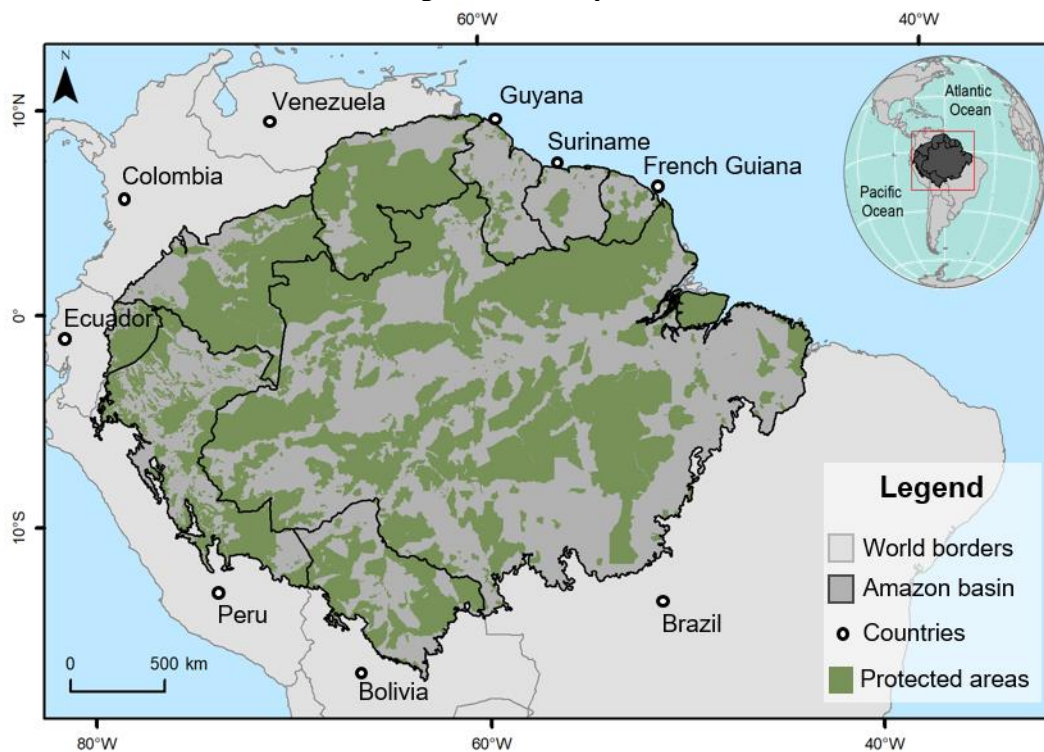 60°W
40°W
N
10°N
Venezuela
Guyana
Suriname
French Guiana
Colombia
Atlantic
Ocean
Pacific
Ocean
0°
Ecuador
10°S
Legend
World borders
Amazon basin
Countries
Protected areas
Peru
Brazil
Bolivia
0
500 km
80°W
60°W
40°W